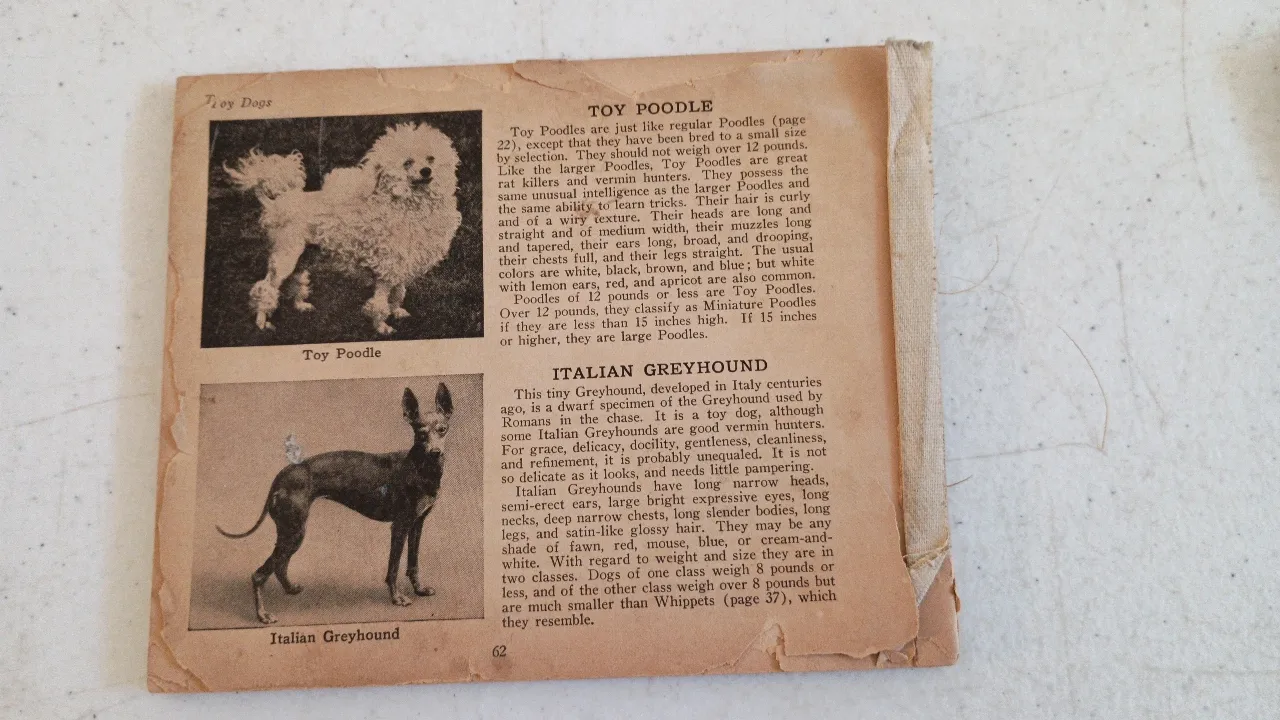 Toy Dogs
TOY POODLE
Toy Poodles are just like regular Poodles (page
22), except that they have been bred to a small size
by selection. They should not weigh over 12 pounds.
Like the larger Poodles, Toy Poodles are great
rat killers and vermin hunters. They possess the
same unusual intelligence as the larger Poodles and
the same ability to learn tricks. Their hair is curly
and of a wiry texture. Their heads are long and
straight and of medium width, their muzzles long
and tapered, their ears long, broad, and drooping,
their chests full, and their legs straight. The usual
colors are white, black, brown, and blue; but white
with lemon ears, red, and apricot are also common.
Poodles of 12 pounds or less are Toy Poodles.
Over 12 pounds, they classify as Miniature Poodles
if they are less than 15 inches high. If 15 inches
or higher, they are large Poodles.
Toy Poodle
ITALIAN GREYHOUND
This tiny Greyhound, developed in Italy centuries
ago, is a dwarf specimen of the Greyhound used by
Romans in the chase. It is a toy dog, although
some Italian Greyhounds are good vermin hunters.
For grace, delicacy, docility, gentleness, cleanliness,
and refinement, it is probably unequaled. It is not
so delicate as it looks, and needs little pampering.
Italian Greyhounds have long narrow heads,
semi-erect ears, large bright expressive eyes, long
necks, deep narrow chests, long slender bodies, long
legs, and satin-like glossy hair. They may be any
shade of fawn, red, mouse, blue, or cream-and-
white. With regard to weight and size they are in
two classes. Dogs of one class weigh 8 pounds or
less, and of the other class weigh over 8 pounds but
are much smaller than Whippets (page 37), which
they resemble.
Italian Greyhound
62